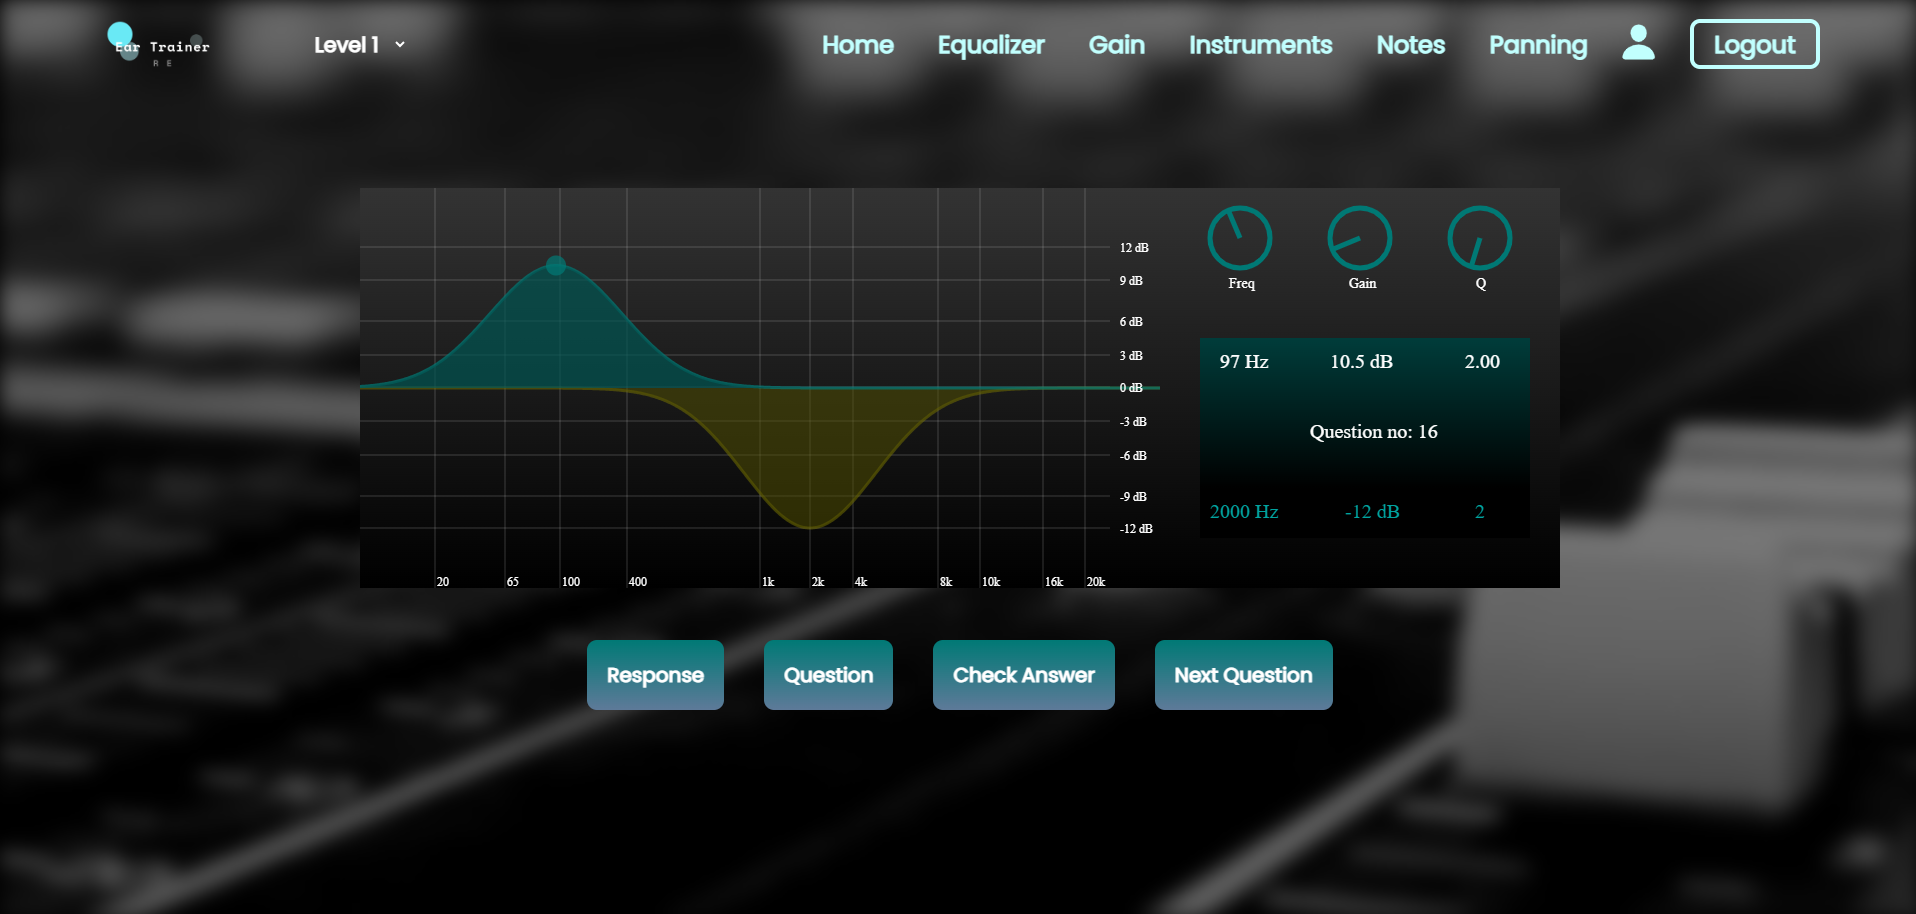 Ear Trainer
R E
Level 1
Home Equalizer Gain Instruments Notes Panning Logout
12 dB
9 dB
6 dB
3 dB
0 dB
-3 dB
-6 dB
-9 dB
-12 dB
20 65 100 400 1k 2k 4k 8k 10k 16k 20k
Freq Gain Q
97 Hz 10.5 dB 2.00
Question no: 16
2000 Hz -12 dB 2
Response Question Check Answer Next Question